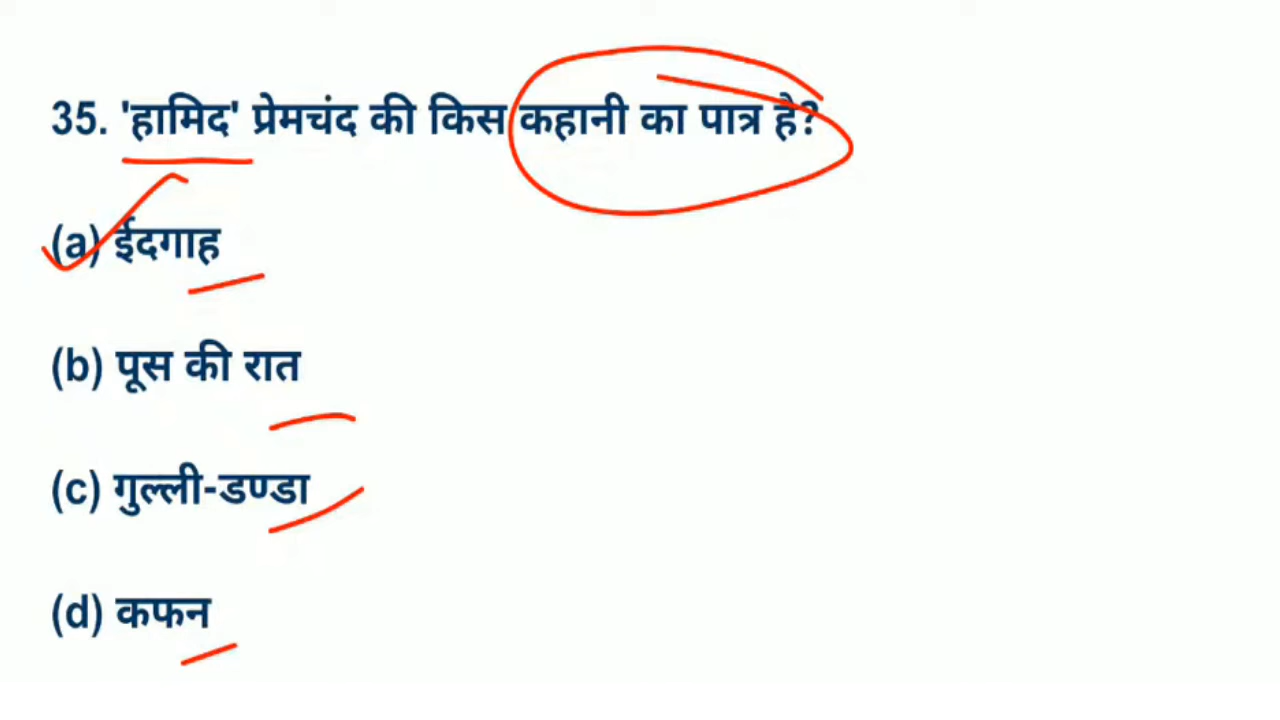 35. 'हामिद' प्रेमचंद की किस कहानी का पात्र है?
(a) ईदगाह
(b) पूस की रात
(c) गुल्ली-डण्डा
(d) कफन